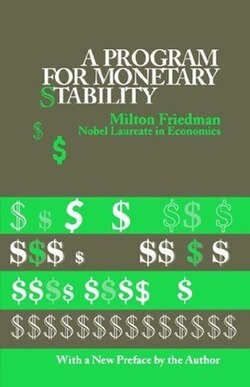 A PROGRAM
FOR MONETARY
STABILITY
Milton Friedman
Nobel Laureate in Economics
With a New Preface by the Author